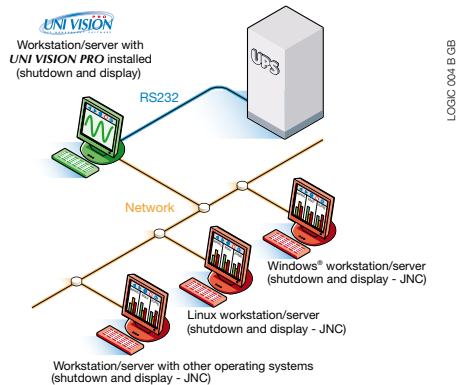 UNI VISION
PRO
Workstation/server with
UNI VISION PRO installed
(shutdown and display)
RS232
UPS
LOGIC 004 B GB
Network
Windows® workstation/server
(shutdown and display - JNC)
Linux workstation/server
(shutdown and display - JNC)
Workstation/server with other operating systems
(shutdown and display - JNC)